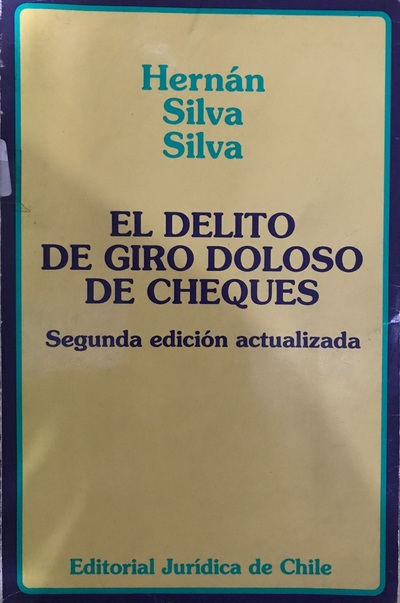 Hernán
Silva
Silva
EL DELITO
DE GIRO DOLOSO
DE CHEQUES
Segunda edición actualizada
Editorial Jurídica de Chile